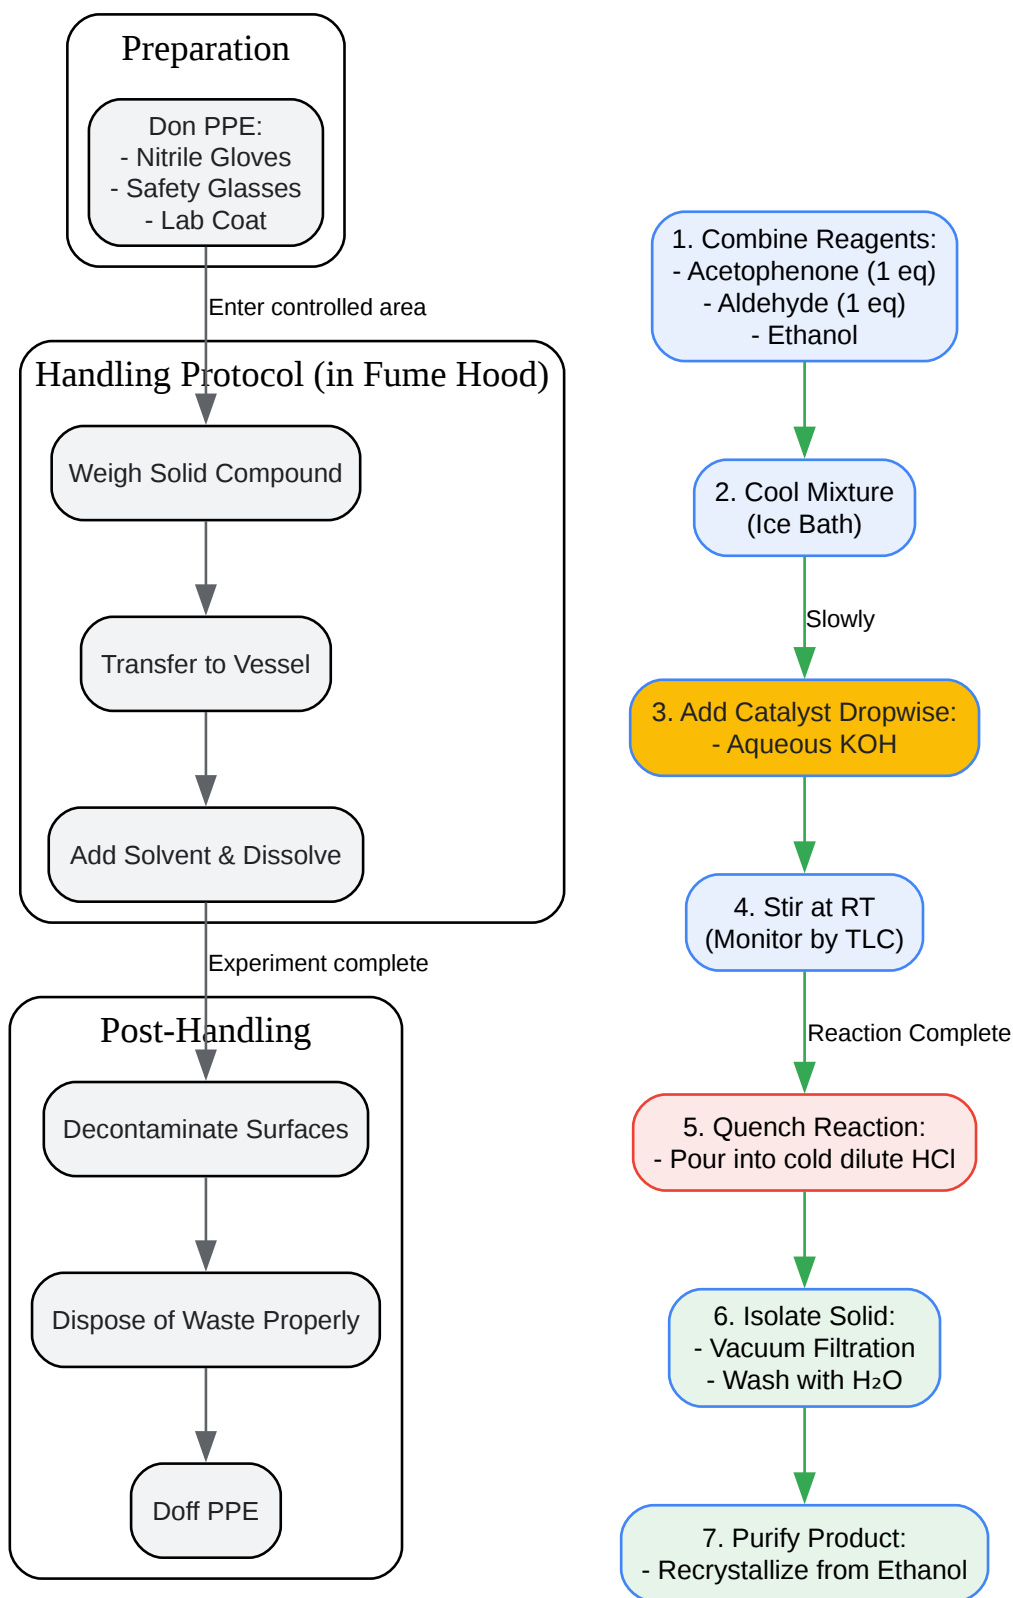 Preparation
Don PPE:
- Nitrile Gloves
- Safety Glasses
- Lab Coat
Enter controlled area
Handling Protocol (in Fume Hood)
Weigh Solid Compound
Transfer to Vessel
Add Solvent & Dissolve
Experiment complete
Post-Handling
Decontaminate Surfaces
Dispose of Waste Properly
Doff PPE
1. Combine Reagents:
- Acetophenone (1 eq)
- Aldehyde (1 eq)
- Ethanol
2. Cool Mixture
(Ice Bath)
Slowly
3. Add Catalyst Dropwise:
- Aqueous KOH
4. Stir at RT
(Monitor by TLC)
Reaction Complete
5. Quench Reaction:
- Pour into cold dilute HCl
6. Isolate Solid:
- Vacuum Filtration
- Wash with H₂O
7. Purify Product:
- Recrystallize from Ethanol